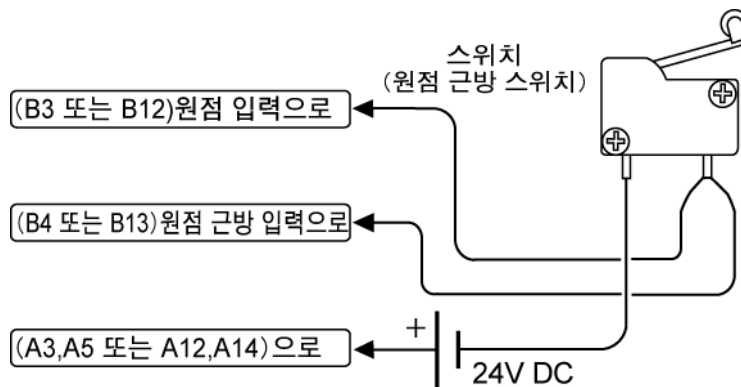 스위치
(원점 근방 스위치)
(B3 또는 B12)원점 입력으로
(B4 또는 B13)원점 근방 입력으로
(A3,A5 또는 A12,A14)으로
+
24V DC